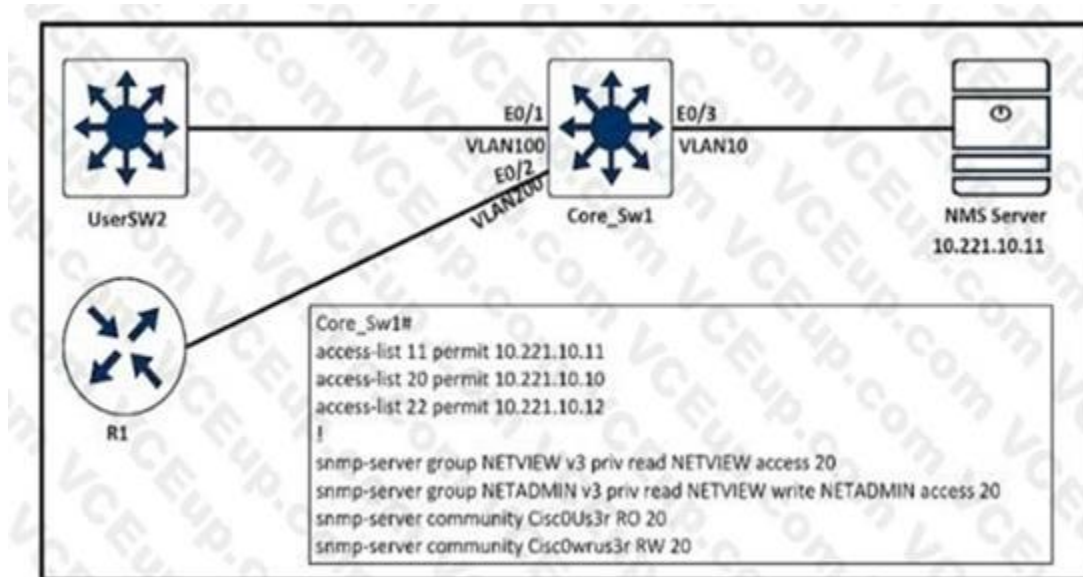 E0/1
E0/3
VLAN100
VLAN10
E0/2
VLAN200
UserSW2
Core_Sw1
NMS Server
10.221.10.11
R1
Core_Sw1#
access-list 11 permit 10.221.10.11
access-list 20 permit 10.221.10.10
access-list 22 permit 10.221.10.12
!
snmp-server group NETVIEW v3 priv read NETVIEW access 20
snmp-server group NETADMIN v3 priv read NETVIEW write NETADMIN access 20
snmp-server community Cisc0Us3r RO 20
snmp-server community Cisc0wrus3r RW 20
VCEup.com